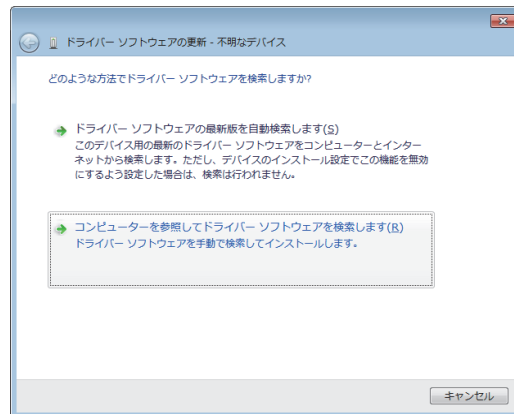 ドライバー ソフトウェアの更新 - 不明なデバイス
どのような方法でドライバー ソフトウェアを検索しますか?
ドライバー ソフトウェアの最新版を自動検索します(S)
このデバイス用の最新のドライバー ソフトウェアをコンピューターとインター
ネットから検索します。ただし、デバイスのインストール設定でこの機能を無効
にするよう設定した場合は、検索は行われません。
コンピューターを参照してドライバー ソフトウェアを検索します(R)
ドライバー ソフトウェアを手動で検索してインストールします。
キャンセル